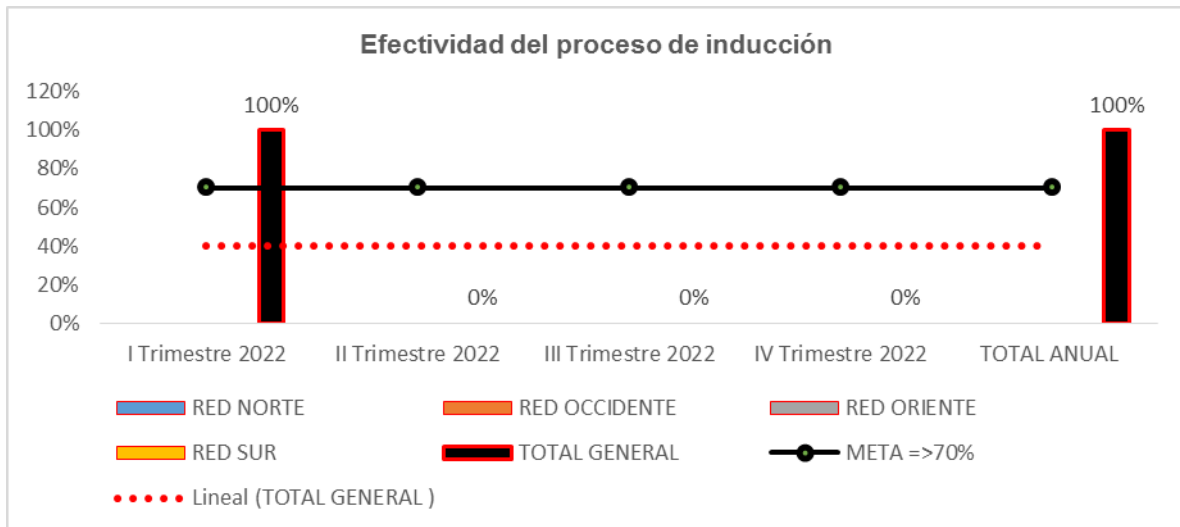 Efectividad del proceso de inducción
120%
100%
80%
60%
40%
20%
0%
100%
0%
0%
0%
100%
I Trimestre 2022
II Trimestre 2022
III Trimestre 2022
IV Trimestre 2022
TOTAL ANUAL
RED NORTE
RED OCCIDENTE
RED ORIENTE
RED SUR
TOTAL GENERAL
META =>70%
Lineal (TOTAL GENERAL )